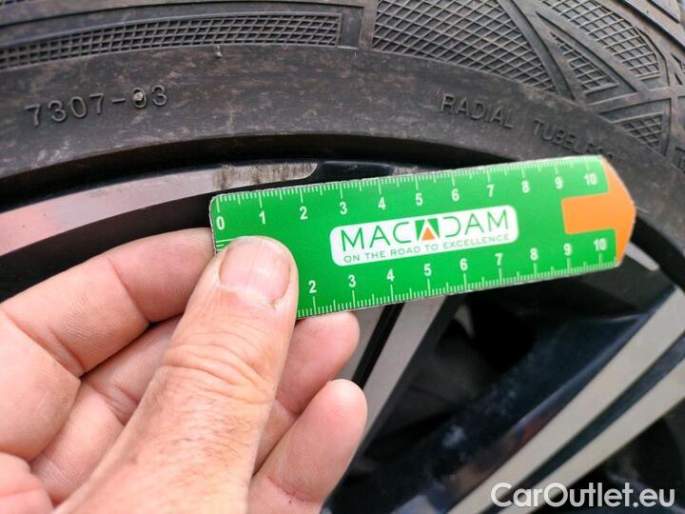 7307-93
RADIAL TUBELESS
0 1 2 3 4 5 6 7 8 9 10
MACADAM
ON THE ROAD TO EXCELLENCE
2 3 4 5 6 7 8 9 10
CarOutlet.eu